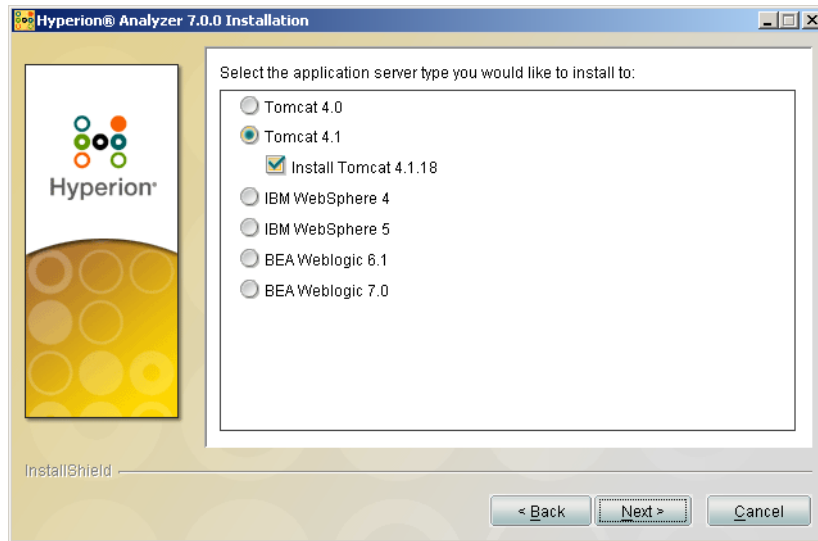 Hyperion® Analyzer 7.0.0 Installation
Select the application server type you would like to install to:
Tomcat 4.0
Tomcat 4.1
Install Tomcat 4.1.18
IBM WebSphere 4
IBM WebSphere 5
BEA Weblogic 6.1
BEA Weblogic 7.0
Hyperion®
InstallShield
< Back
Next >
Cancel